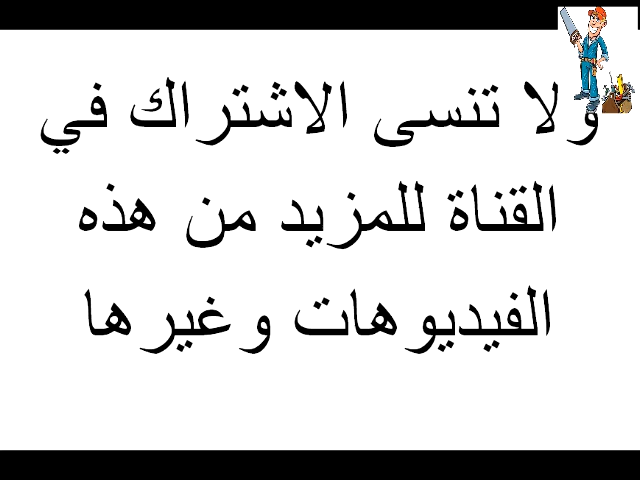 ولا تنسى الاشتراك في
القناة للمزيد من هذه
الفيديوهات وغيرها